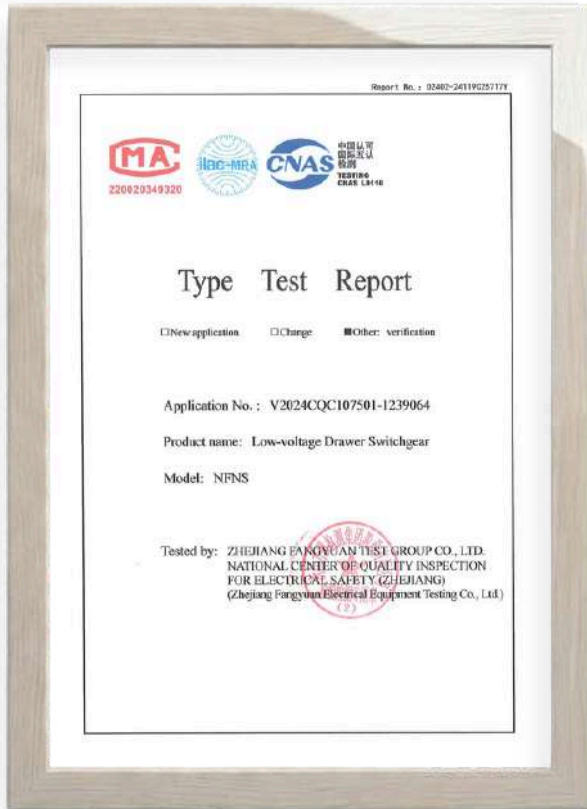 Report No.: 02402-24119G25717Y
MA
220020349320
ilac-MRA
CNAS
中国认可
国际互认
检测
TESTING
CNAS L9448
Type Test Report
□New application □Change ■Other: verification
Application No.: V2024CQC107501-1239064
Product name: Low-voltage Drawer Switchgear
Model: NFNS
Tested by: ZHEJIANG FANGYUAN TEST GROUP CO., LTD.
NATIONAL CENTER OF QUALITY INSPECTION
FOR ELECTRICAL SAFETY (ZHEJIANG)
(Zhejiang Fangyuan Electrical Equipment Testing Co., Ltd.)
(2)